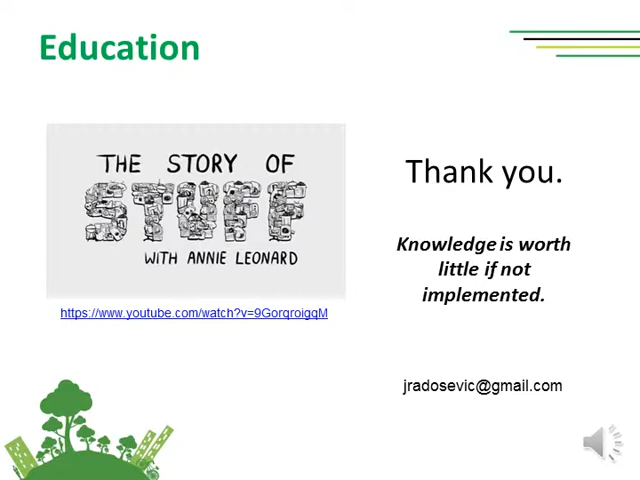 Education
THE STORY OF
STUFF
WITH ANNIE LEONARD
https://www.youtube.com/watch?v=9GorqroigqM
Thank you.
Knowledge is worth
little if not
implemented.
jradosevic@gmail.com